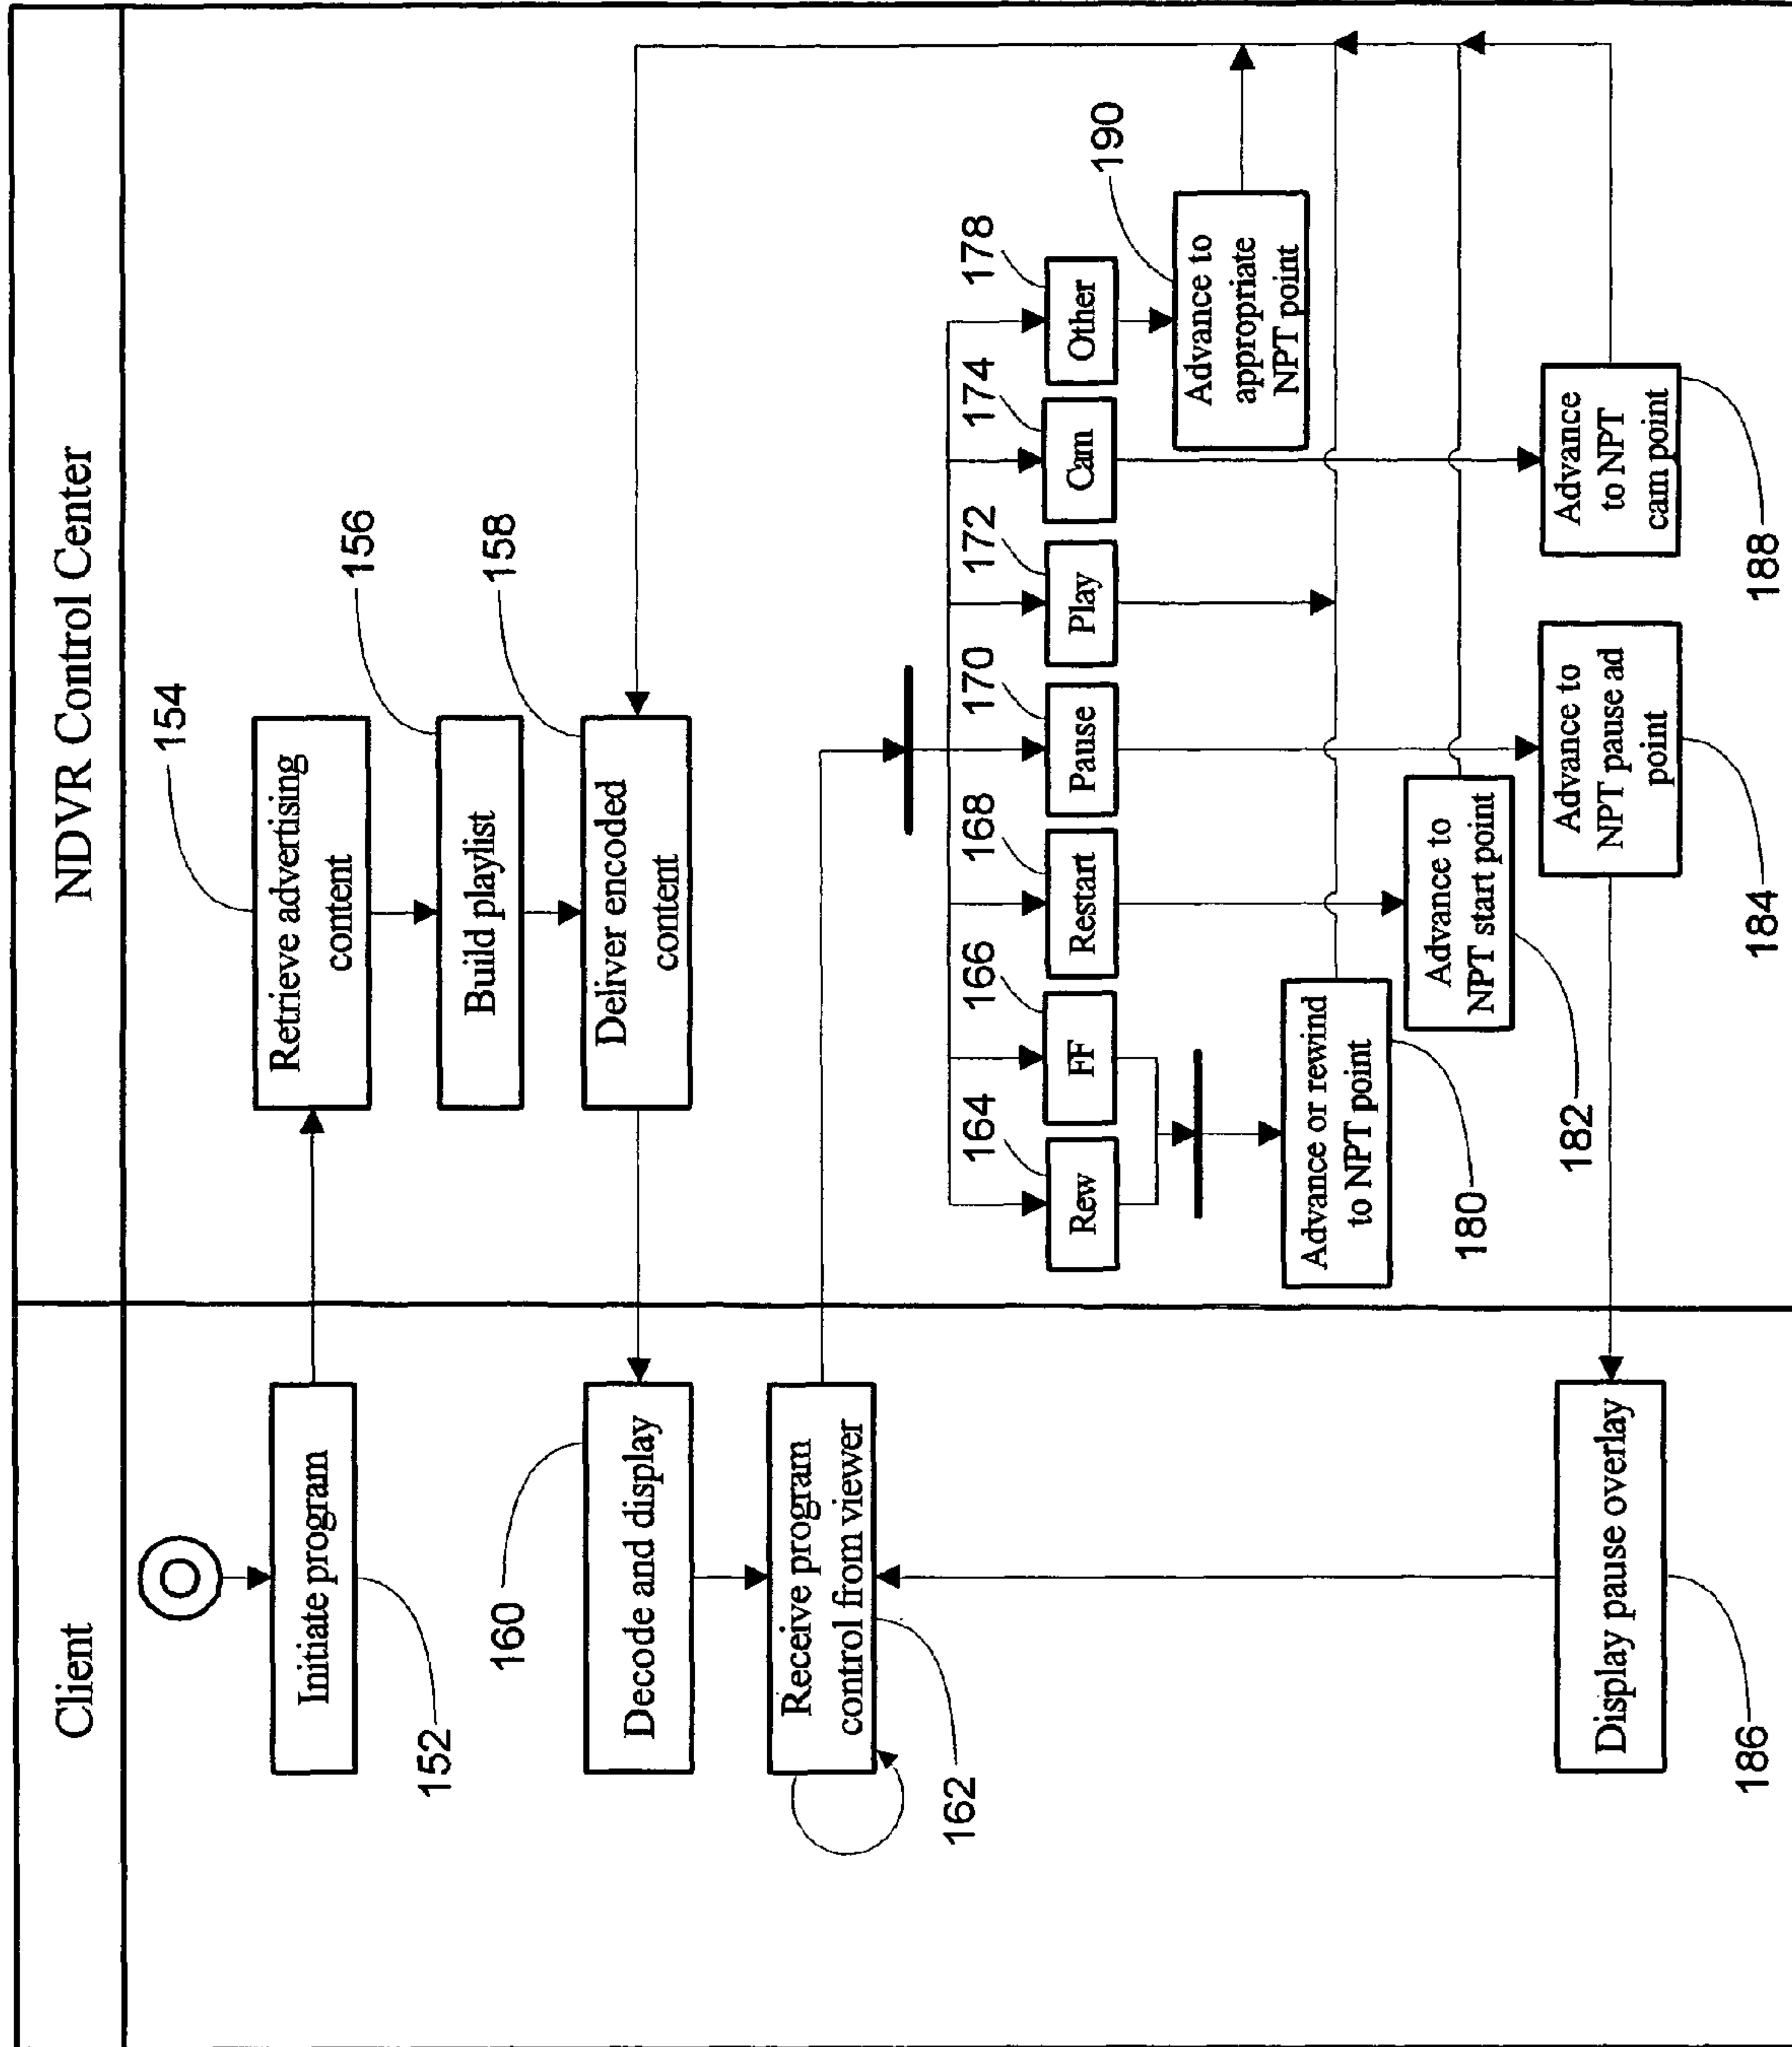 Client
NDVR Control Center
Initiate program
152
Retrieve advertising
content
154
Build playlist
156
Deliver encoded
content
158
Decode and display
160
Receive program
control from viewer
162
Rew
164
FF
166
Restart
168
Pause
170
Play
172
Cam
174
Other
178
Advance or rewind
to NPT point
180
Advance to
NPT start point
182
Advance to
NPT pause ad
point
184
Display pause overlay
186
Advance
to NPT
cam point
188
Advance to
appropriate
NPT point
190